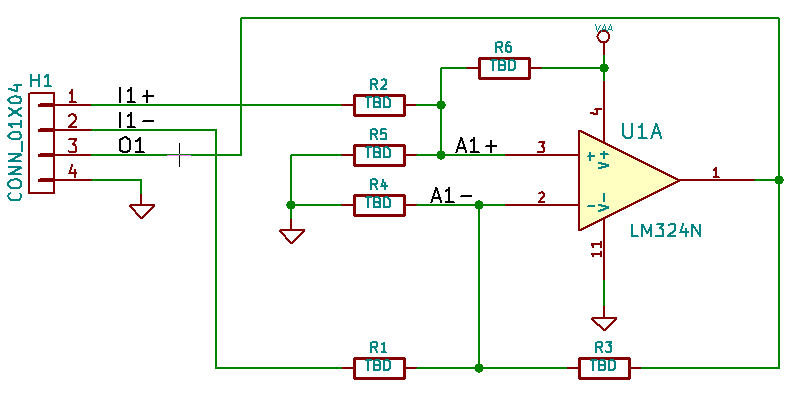 VAA
R6
TBD
H1
CONN_01X04
1
I1+
2
I1-
3
O1
4
R2
TBD
R5
TBD
A1+
3
R4
TBD
A1-
2
4
U1A
+
V+
-
V-
1
LM324N
11
R1
TBD
R3
TBD